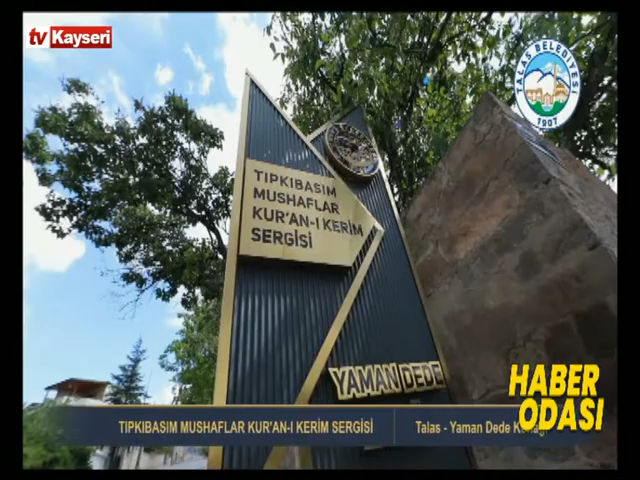 tv Kayseri
TALAS BELEDİYESİ
1907
TIPKIBASIM
MUSHAFLAR
KUR'AN-I KERİM
SERGİSİ
YAMAN DEDE
HABER
ODASI
TIPKIBASIM MUSHAFLAR KUR'AN-I KERİM SERGİSİ
Talas - Yaman Dede